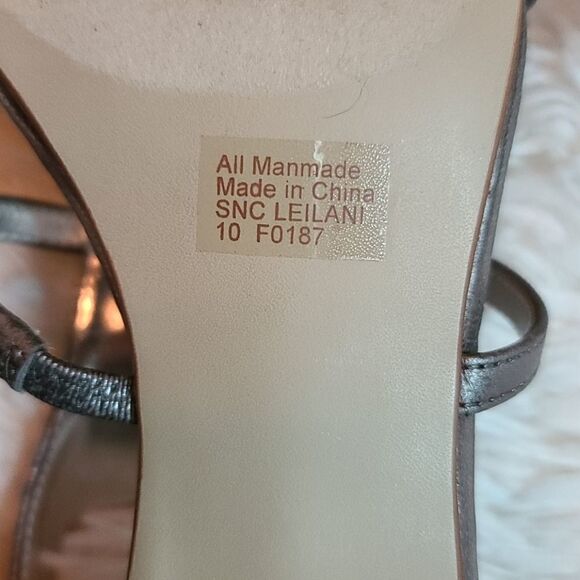 All Manmade
Made in China
SNC LEILANI
10 F0187